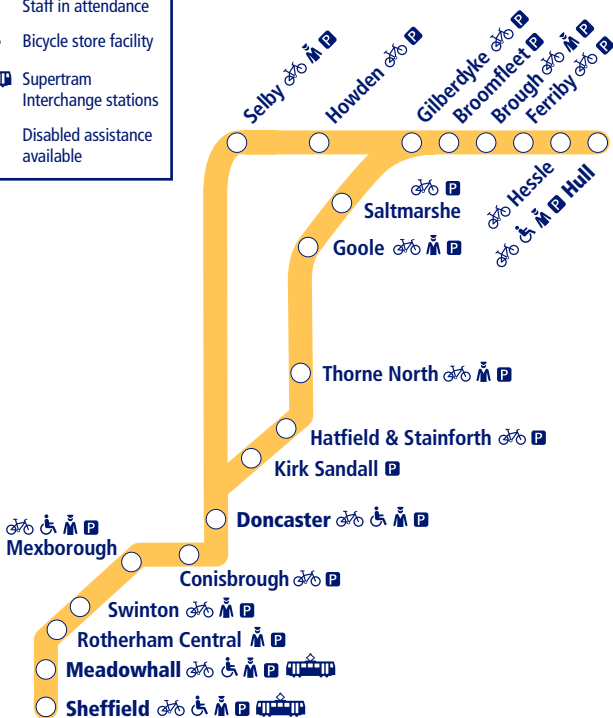 Staff in attendance
Bicycle store facility
Supertram
Interchange stations
Disabled assistance
available
Selby P
Howden P
Gilberdyke P
Broomfleet P
Brough P
Ferriby P
P Hessle
P Hull
P
Saltmarshe
Goole P
Thorne North P
Hatfield & Stainforth P
Kirk Sandall P
Doncaster P
P
Mexborough
Conisbrough P
Swinton P
Rotherham Central P
Meadowhall P
Sheffield P